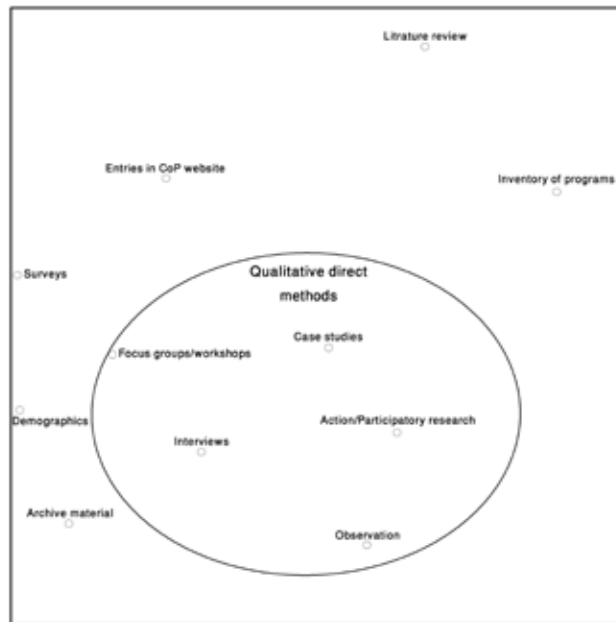 Litrature review
Entries in CoP website
Inventory of programs
Surveys
Qualitative direct
methods
Case studies
Focus groups/workshops
Demographics
Action/Participatory research
Interviews
Archive material
Observation